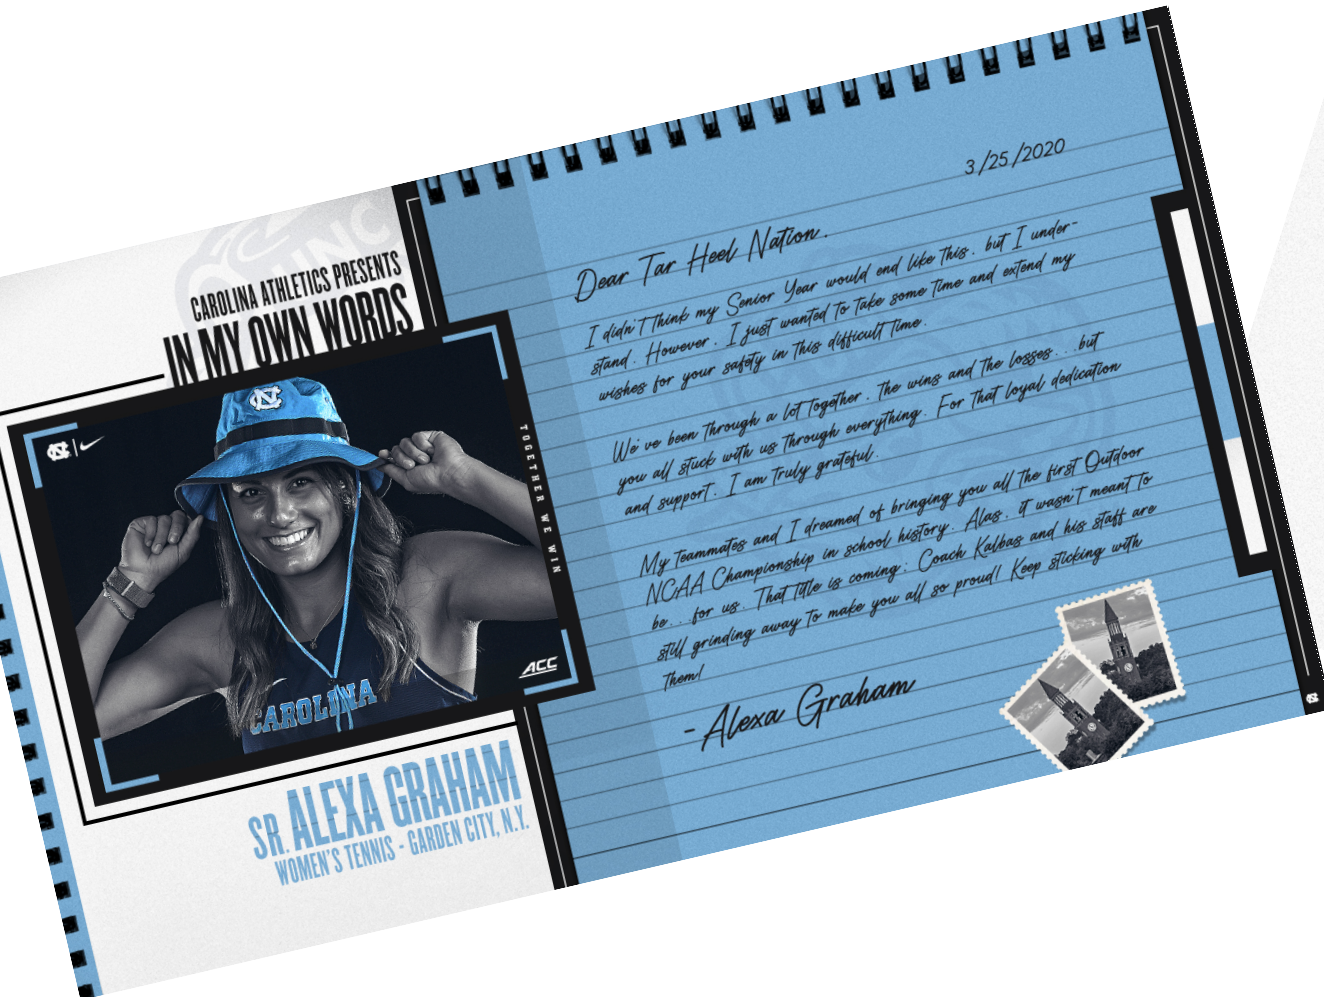 UNC
CAROLINA ATHLETICS PRESENTS
IN MY OWN WORDS
NC
TOGETHER WE WIN
NC
CAROLINA
ACC
SR. ALEXA GRAHAM
WOMEN'S TENNIS - GARDEN CITY, N.Y.
3/25/2020
Dear Tar Heel Nation,
I didn't think my Senior Year would end like this, but I under-
stand. However, I just wanted to take some time and extend my
wishes for your safety in this difficult time.
We've been through a lot together, the wins and the losses...but
you all stuck with us through everything. For that loyal dedication
and support, I am truly grateful.
My teammates and I dreamed of bringing you all the first Outdoor
NCAA Championship in school history. Alas, it wasn't meant to
be...for us. That title is coming; Coach Kalbas and his staff are
still grinding away to make you all so proud! Keep sticking with
them!
-Alexa Graham
NC